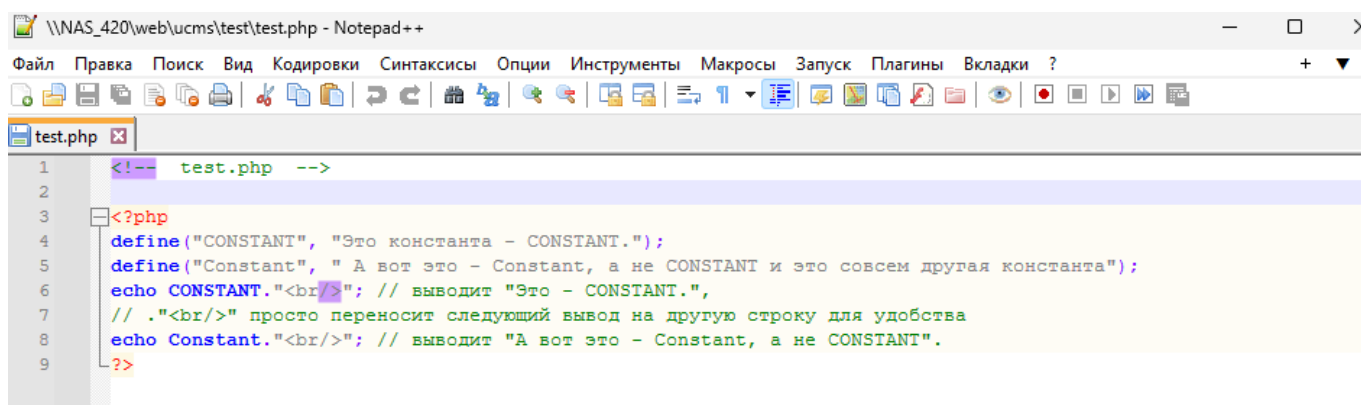 \\NAS_420\web\ucms\test\test.php - Notepad++
Файл Правка Поиск Вид Кодировки Синтаксисы Опции Инструменты Макросы Запуск Плагины Вкладки ?
test.php
1 <!--  test.php  -->
2
3 <?php
4 define("CONSTANT", "Это константа - CONSTANT.");
5 define("Constant", " А вот это - Constant, а не CONSTANT и это совсем другая константа");
6 echo CONSTANT."<br/>"; // выводит "Это - CONSTANT.",
7 // ."<br/>" просто переносит следующий вывод на другую строку для удобства
8 echo Constant."<br/>"; // выводит "А вот это - Constant, а не CONSTANT".
9 ?>